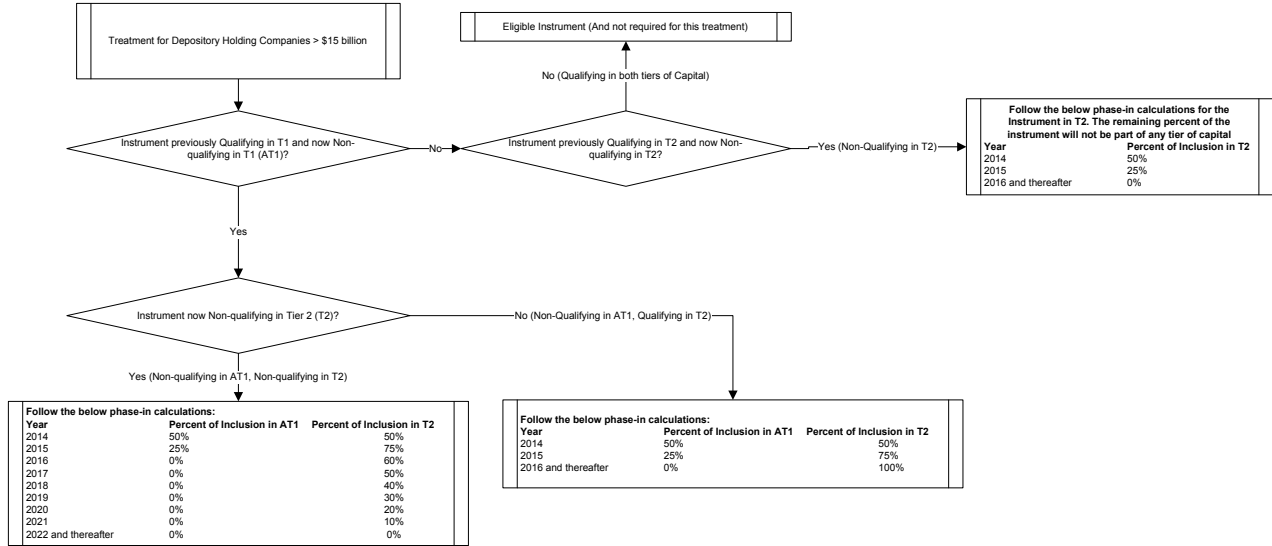 Treatment for Depository Holding Companies > $15 billion
Eligible Instrument (And not required for this treatment)
No (Qualifying in both tiers of Capital)
Instrument previously Qualifying in T1 and now Non-
qualifying in T1 (AT1)?
No
Instrument previously Qualifying in T2 and now Non-
qualifying in T2?
Yes (Non-Qualifying in T2)
Follow the below phase-in calculations for the
Instrument in T2. The remaining percent of the
instrument will not be part of any tier of capital
Year Percent of Inclusion in T2
2014 50%
2015 25%
2016 and thereafter 0%
Yes
Instrument now Non-qualifying in Tier 2 (T2)?
No (Non-Qualifying in AT1, Qualifying in T2)
Yes (Non-qualifying in AT1, Non-qualifying in T2)
Follow the below phase-in calculations:
Year Percent of Inclusion in AT1 Percent of Inclusion in T2
2014 50% 50%
2015 25% 75%
2016 0% 60%
2017 0% 50%
2018 0% 40%
2019 0% 30%
2020 0% 20%
2021 0% 10%
2022 and thereafter 0% 0%
Follow the below phase-in calculations:
Year Percent of Inclusion in AT1 Percent of Inclusion in T2
2014 50% 50%
2015 25% 75%
2016 and thereafter 0% 100%